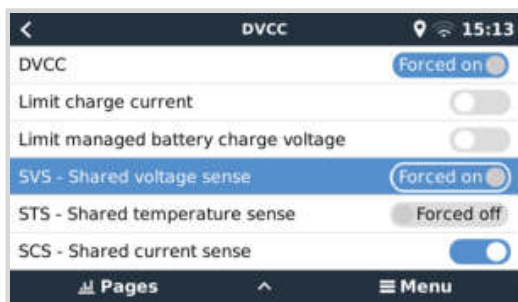 DVCC 15:13
DVCC Forced on
Limit charge current
Limit managed battery charge voltage
SVS - Shared voltage sense Forced on
STS - Shared temperature sense Forced off
SCS - Shared current sense
Pages Menu